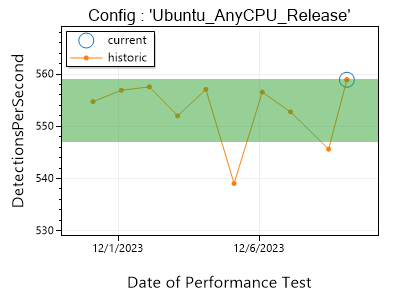 Config : 'Ubuntu_AnyCPU_Release'
current
historic
DetectionsPerSecond
560
550
540
530
12/1/2023
12/6/2023
Date of Performance Test